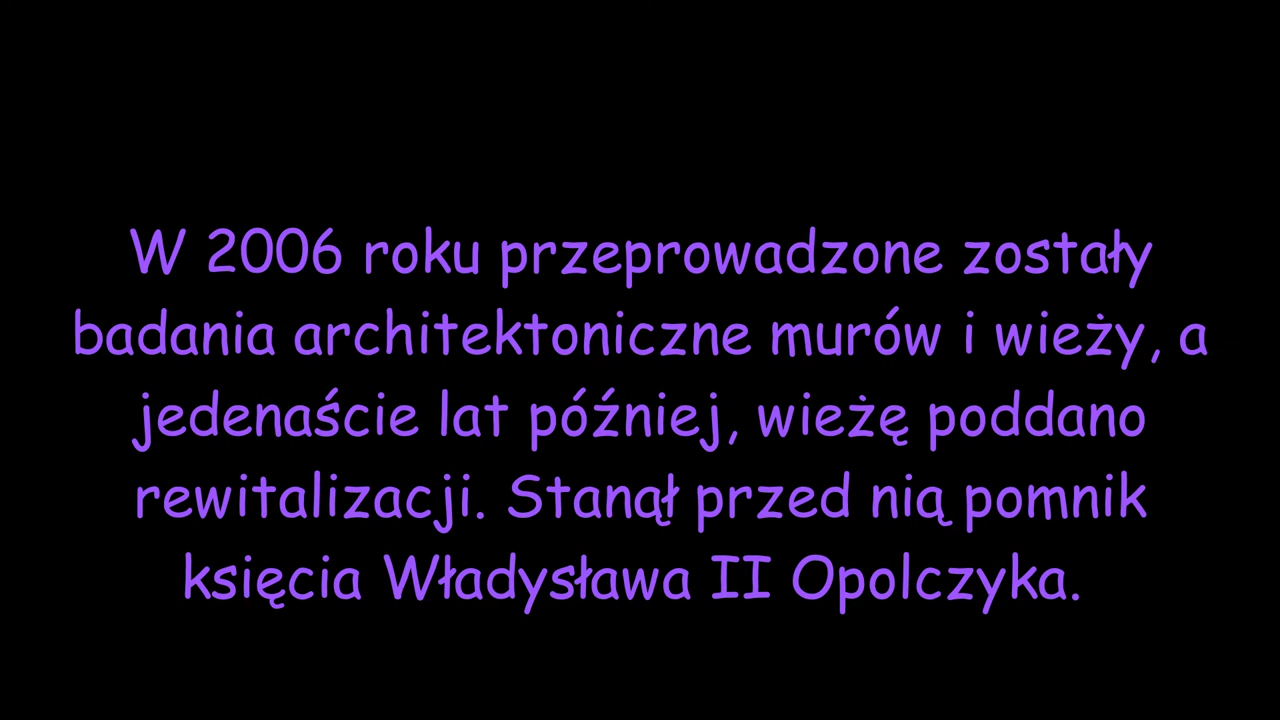 W 2006 roku przeprowadzone zostały
badania architektoniczne murów i wieży, a
jedenaście lat później, wieżę poddano
rewitalizacji. Stanął przed nią pomnik
księcia Władysława II Opolczyka.